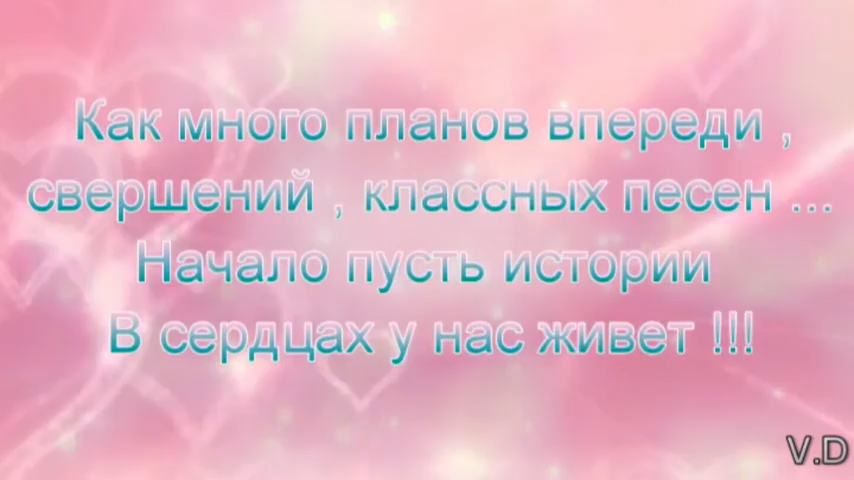 Как много планов впереди ,
свершений , классных песен ...
Начало пусть истории
В сердцах у нас живет !!!
V.D